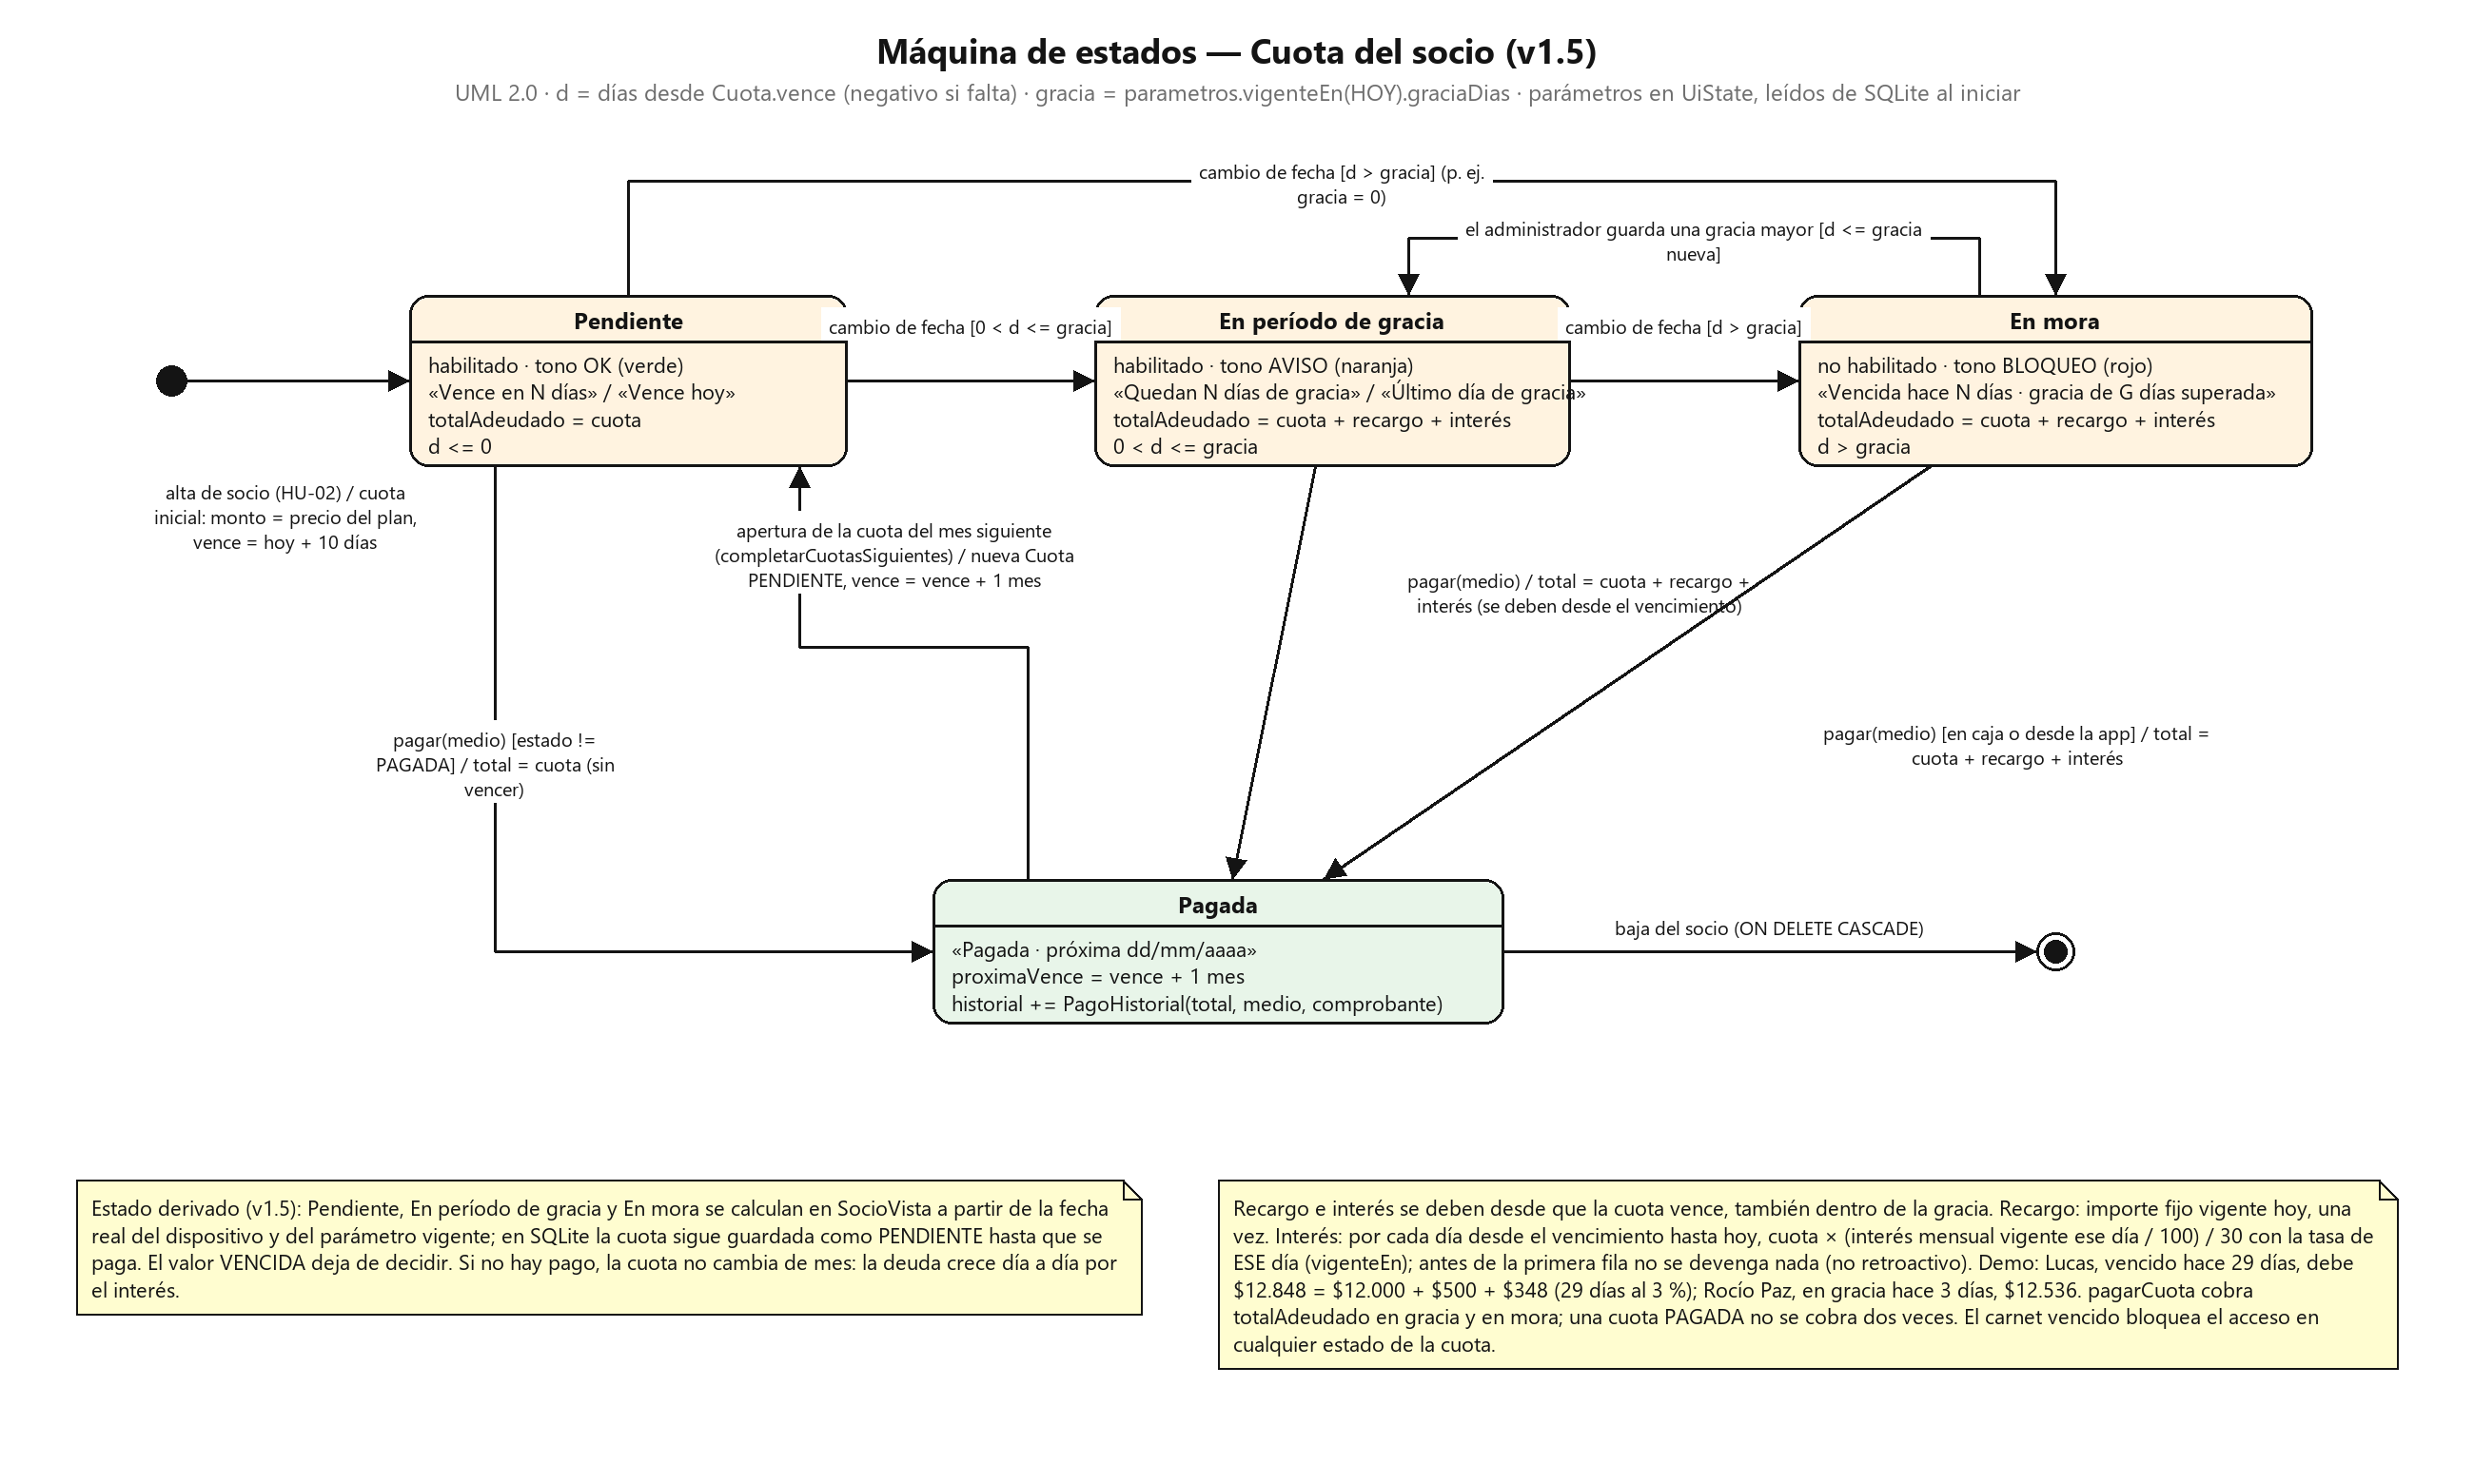 Máquina de estados — Cuota del socio (v1.5)
UML 2.0 · d = días desde Cuota.vence (negativo si falta) · gracia = parametros.vigenteEn(HOY).graciaDias · parámetros en UiState, leídos de SQLite al iniciar
cambio de fecha [d > gracia] (p. ej.
gracia = 0)
el administrador guarda una gracia mayor [d <= gracia
nueva]
Pendiente
habilitado · tono OK (verde)
«Vence en N días» / «Vence hoy»
totalAdeudado = cuota
d <= 0
cambio de fecha [0 < d <= gracia]
En período de gracia
habilitado · tono AVISO (naranja)
«Quedan N días de gracia» / «Último día de gracia»
totalAdeudado = cuota + recargo + interés
0 < d <= gracia
cambio de fecha [d > gracia]
En mora
no habilitado · tono BLOQUEO (rojo)
«Vencida hace N días · gracia de G días superada»
totalAdeudado = cuota + recargo + interés
d > gracia
alta de socio (HU-02) / cuota
inicial: monto = precio del plan,
vence = hoy + 10 días
apertura de la cuota del mes siguiente
(completarCuotasSiguientes) / nueva Cuota
PENDIENTE, vence = vence + 1 mes
pagar(medio) / total = cuota + recargo +
interés (se deben desde el vencimiento)
pagar(medio) [estado !=
PAGADA] / total = cuota (sin
vencer)
pagar(medio) [en caja o desde la app] / total =
cuota + recargo + interés
Pagada
«Pagada · próxima dd/mm/aaaa»
proximaVence = vence + 1 mes
historial += PagoHistorial(total, medio, comprobante)
baja del socio (ON DELETE CASCADE)
Estado derivado (v1.5): Pendiente, En período de gracia y En mora se calculan en SocioVista a partir de la fecha
real del dispositivo y del parámetro vigente; en SQLite la cuota sigue guardada como PENDIENTE hasta que se
paga. El valor VENCIDA deja de decidir. Si no hay pago, la cuota no cambia de mes: la deuda crece día a día por
el interés.
Recargo e interés se deben desde que la cuota vence, también dentro de la gracia. Recargo: importe fijo vigente hoy, una
vez. Interés: por cada día desde el vencimiento hasta hoy, cuota × (interés mensual vigente ese día / 100) / 30 con la tasa de
ESE día (vigenteEn); antes de la primera fila no se devenga nada (no retroactivo). Demo: Lucas, vencido hace 29 días, debe
$12.848 = $12.000 + $500 + $348 (29 días al 3 %); Rocío Paz, en gracia hace 3 días, $12.536. pagarCuota cobra
totalAdeudado en gracia y en mora; una cuota PAGADA no se cobra dos veces. El carnet vencido bloquea el acceso en
cualquier estado de la cuota.